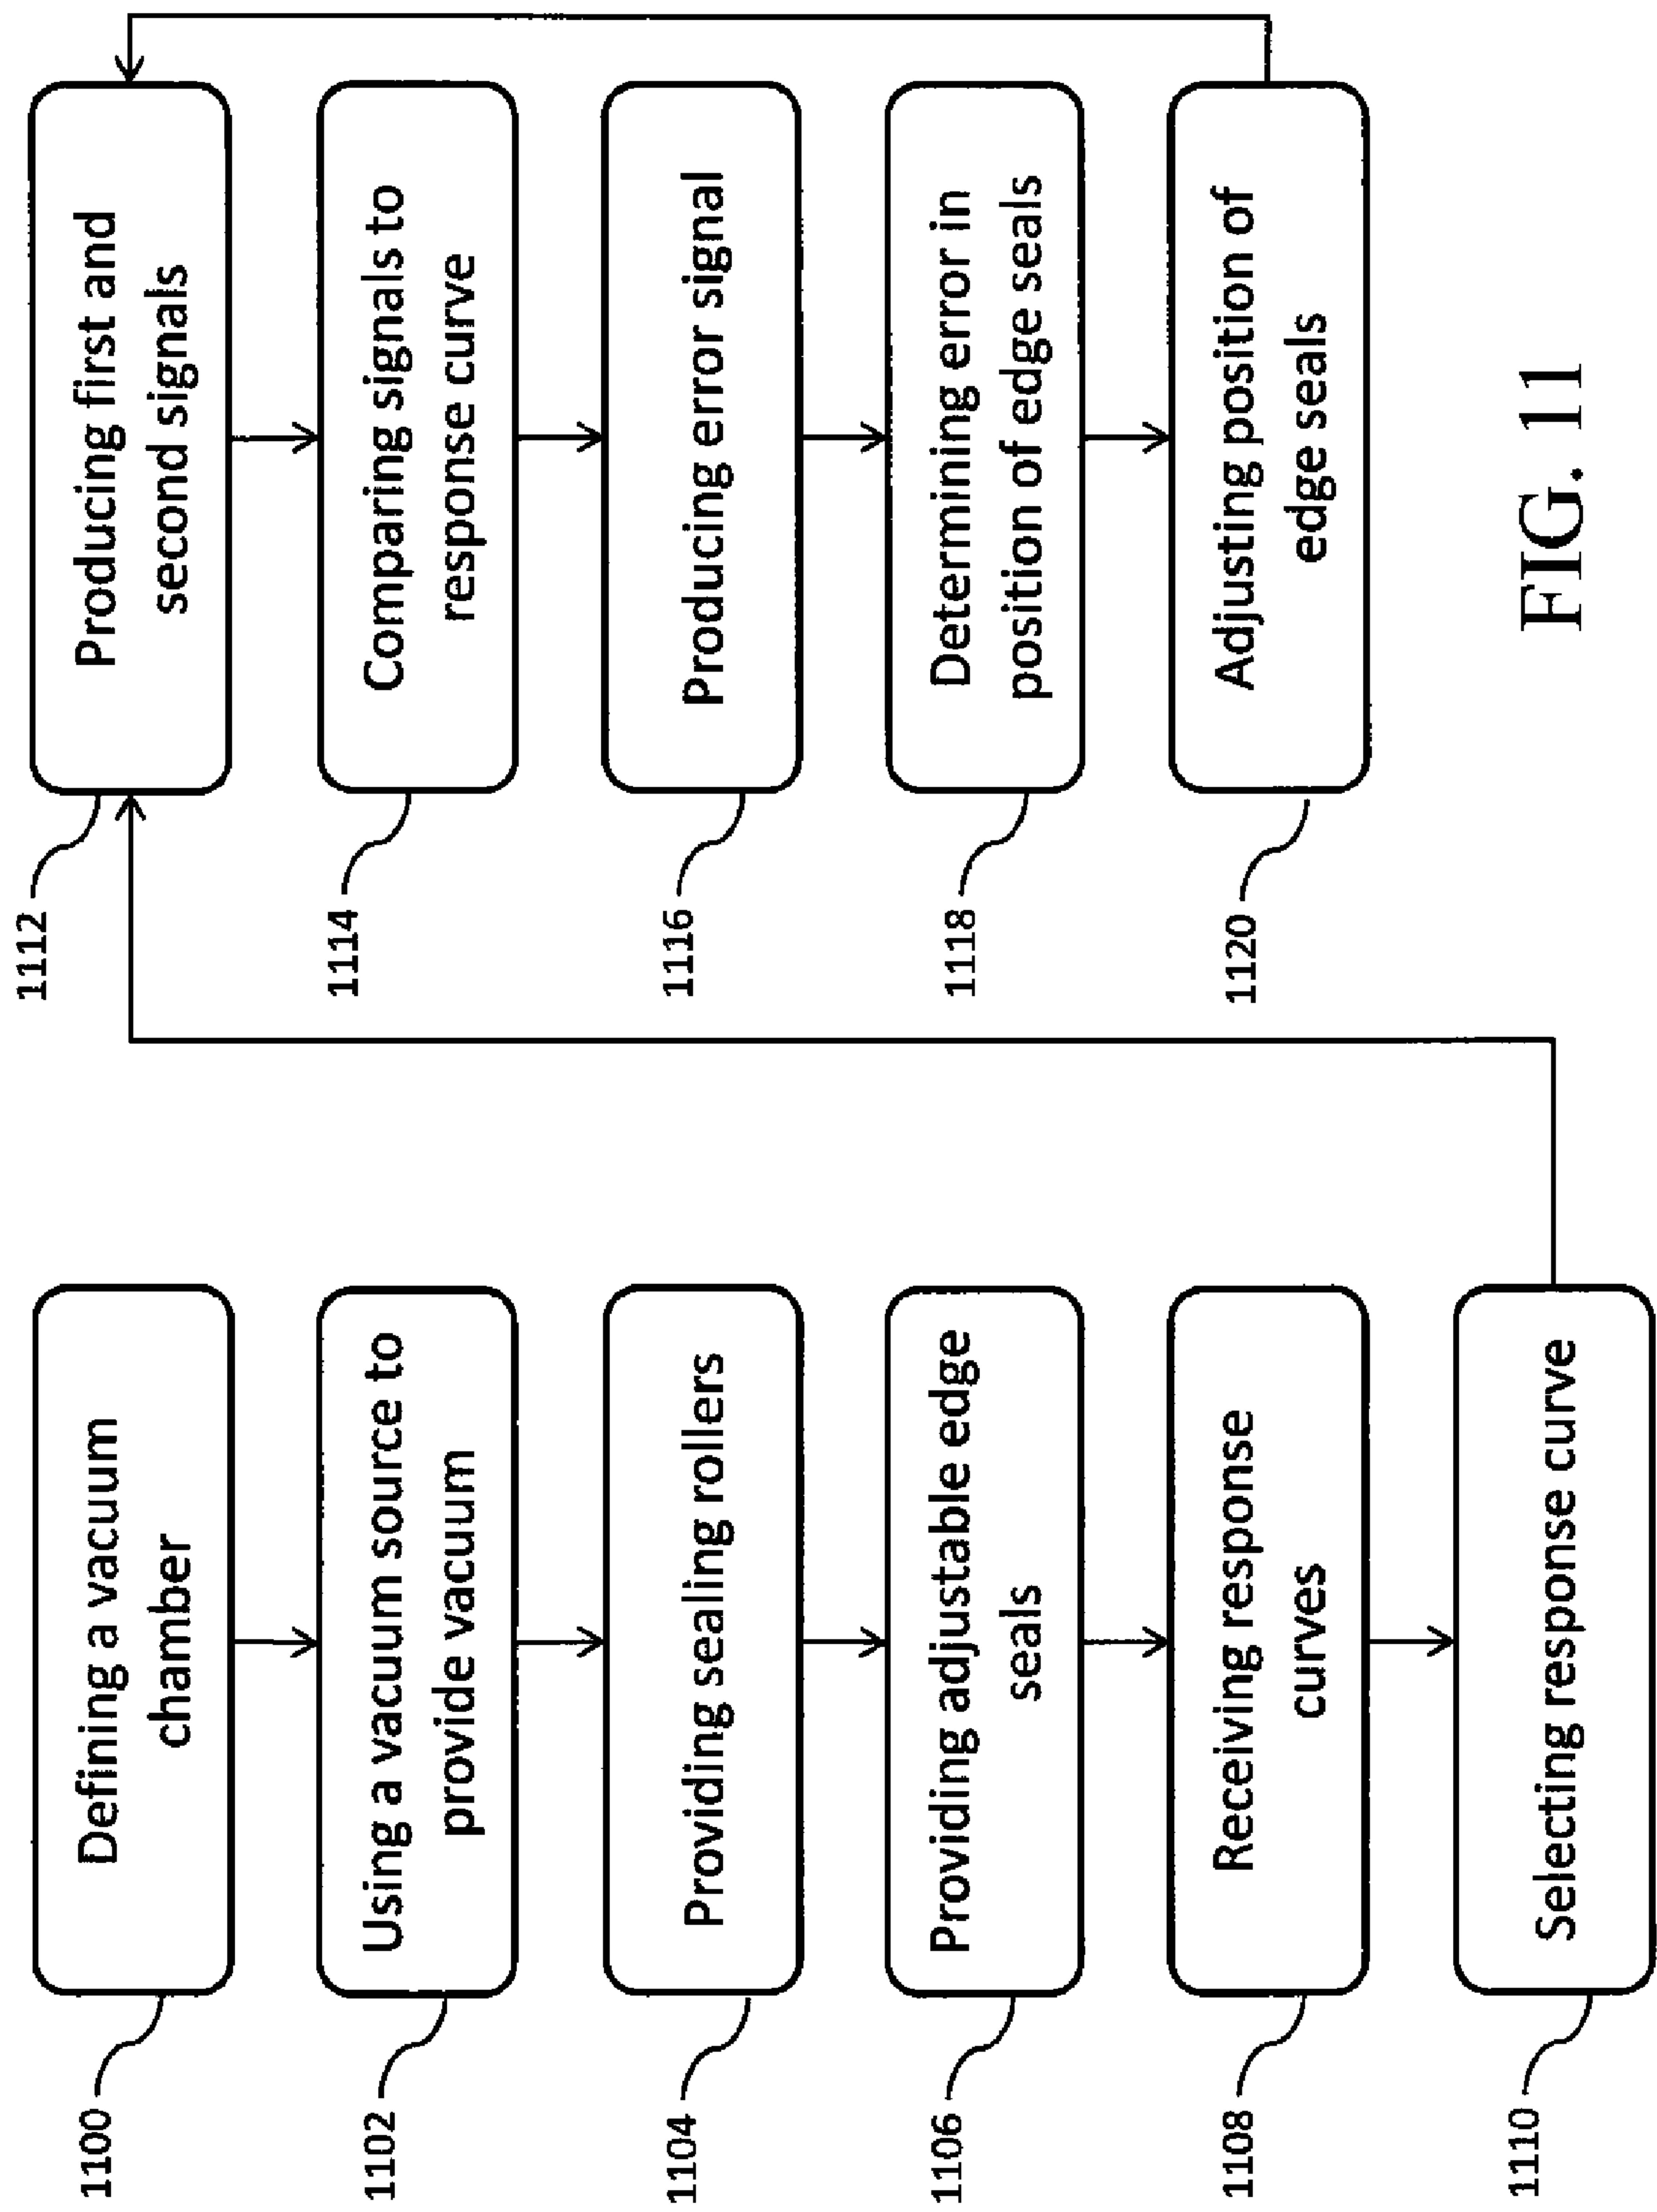 1100
Defining a vacuum
chamber
1102
Using a vacuum source to
provide vacuum
1104
Providing sealing rollers
1106
Providing adjustable edge
seals
1108
Receiving response
curves
1110
Selecting response curve
1112
Producing first and
second signals
1114
Comparing signals to
response curve
1116
Producing error signal
1118
Determining error in
position of edge seals
1120
Adjusting position of
edge seals
FIG. 11